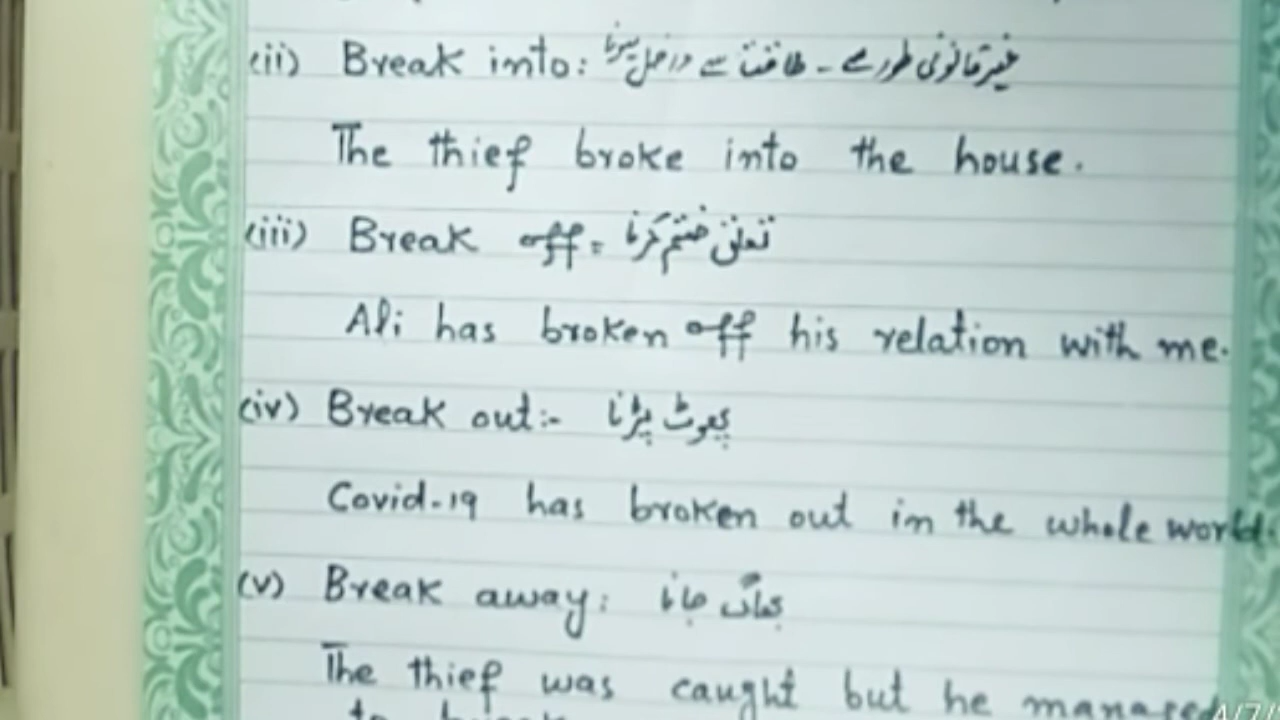 (ii) Break into: غیر قانونی طور سے - طاقت سے داخل ہونا
The thief broke into the house.
(iii) Break off: تعلق ختم کرنا
Ali has broken off his relation with me.
(iv) Break out:- پھوٹ پڑنا
Covid-19 has broken out in the whole world.
(v) Break away: بھاگ جانا
The thief was caught but he managed
to break